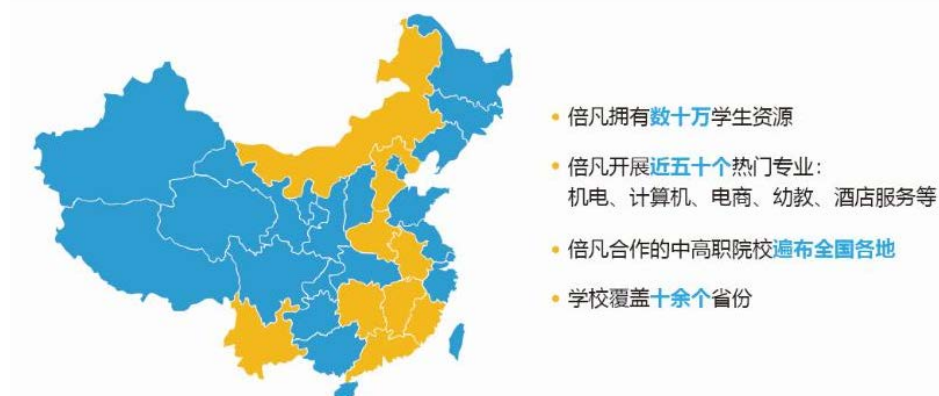 倍凡拥有数十万学生资源
倍凡开展近五十个热门专业：
机电、计算机、电商、幼教、酒店服务等
倍凡合作的中高职院校遍布全国各地
学校覆盖十余个省份